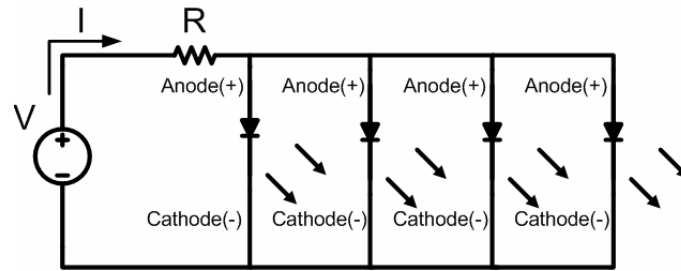 I
R
Anode(+) Anode(+) Anode(+) Anode(+)
V
+
−
Cathode(-) Cathode(-) Cathode(-) Cathode(-)